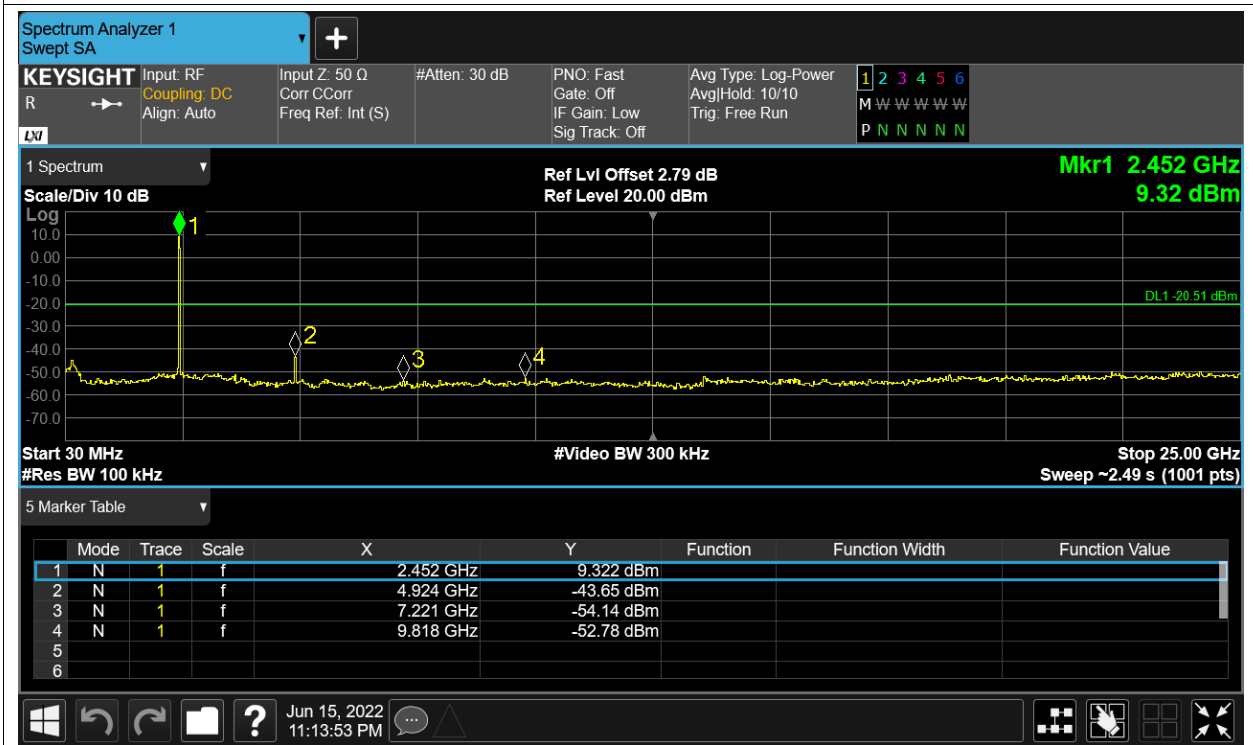 Spectrum Analyzer 1
Swept SA
KEYSIGHT
R
LXI
Input: RF
Coupling: DC
Align: Auto
Input Z: 50 Ω
Corr CCorr
Freq Ref: Int (S)
#Atten: 30 dB
PNO: Fast
Gate: Off
IF Gain: Low
Sig Track: Off
Avg Type: Log-Power
Avg|Hold: 10/10
Trig: Free Run
1 2 3 4 5 6
M W W W W W
P N N N N N
1 Spectrum
Scale/Div 10 dB
Ref Lvl Offset 2.79 dB
Ref Level 20.00 dBm
Mkr1 2.452 GHz
9.32 dBm
Log
10.0
0.00
-10.0
-20.0
-30.0
-40.0
-50.0
-60.0
-70.0
1
2
3
4
DL1 -20.51 dBm
Start 30 MHz
#Video BW 300 kHz
Stop 25.00 GHz
#Res BW 100 kHz
Sweep ~2.49 s (1001 pts)
5 Marker Table
Mode Trace Scale X Y Function Function Width Function Value
1 N 1 f 2.452 GHz 9.322 dBm
2 N 1 f 4.924 GHz -43.65 dBm
3 N 1 f 7.221 GHz -54.14 dBm
4 N 1 f 9.818 GHz -52.78 dBm
5
6
?
Jun 15, 2022
11:13:53 PM